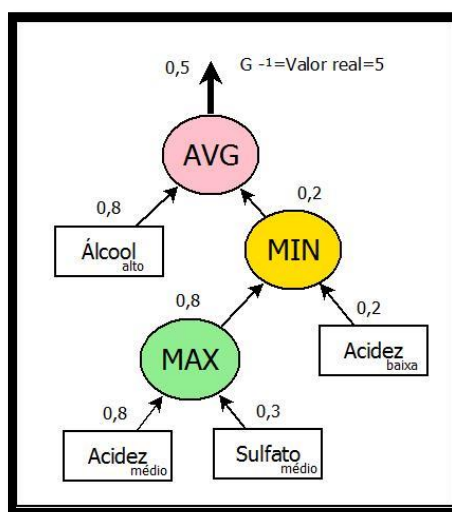 0,5
G -1=Valor real=5
AVG
0,8
0,2
Álcool
alto
MIN
0,8
0,2
MAX
Acidez
baixa
0,8
0,3
Acidez
médio
Sulfato
médio